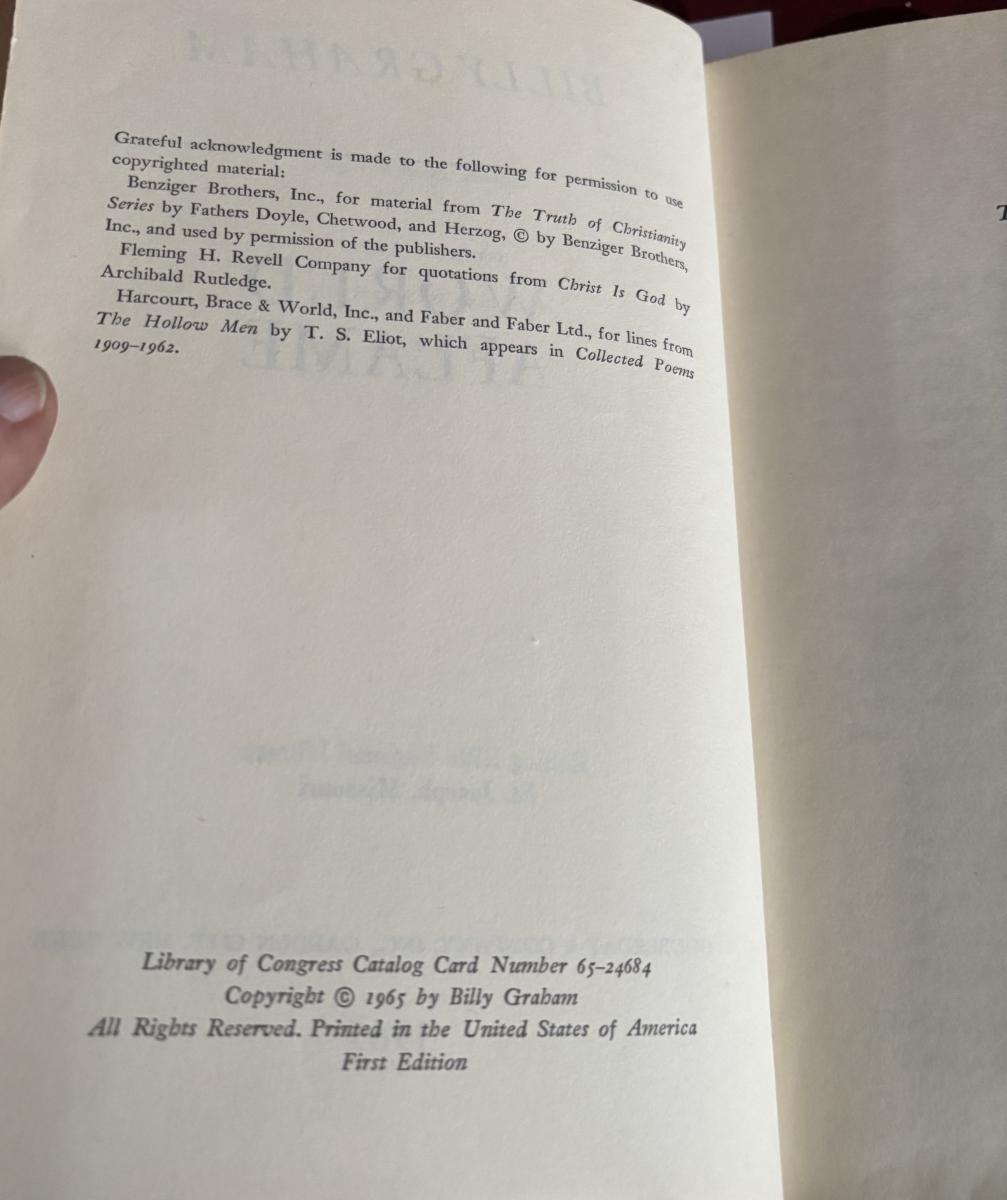 Grateful acknowledgment is made to the following for permission to use
copyrighted material:
Benziger Brothers, Inc., for material from The Truth of Christianity
Series by Fathers Doyle, Chetwood, and Herzog, © by Benziger Brothers,
Inc., and used by permission of the publishers.
Fleming H. Revell Company for quotations from Christ Is God by
Archibald Rutledge.
Harcourt, Brace & World, Inc., and Faber and Faber Ltd., for lines from
The Hollow Men by T. S. Eliot, which appears in Collected Poems
1909–1962.
Library of Congress Catalog Card Number 65–24684
Copyright © 1965 by Billy Graham
All Rights Reserved. Printed in the United States of America
First Edition